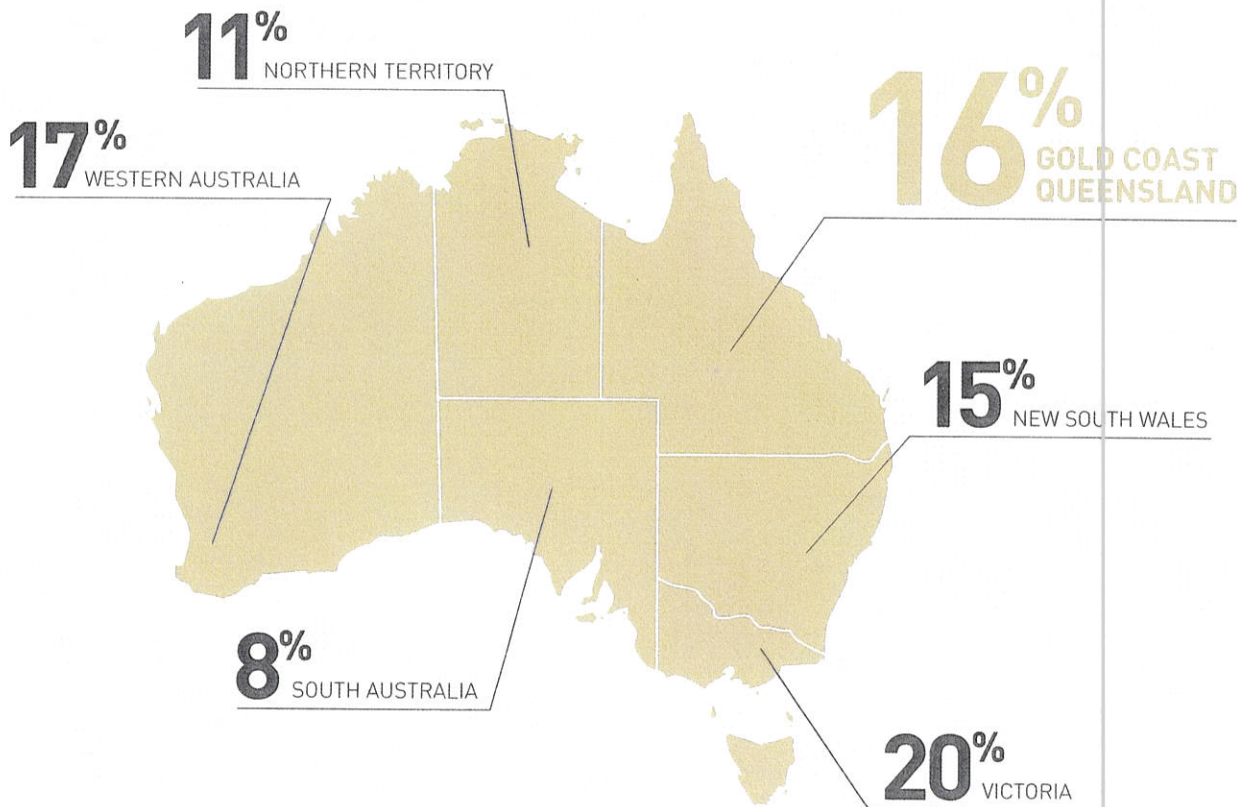 11%
NORTHERN TERRITORY
17%
WESTERN AUSTRALIA
16%
GOLD COAST
QUEENSLAND
15%
NEW SOUTH WALES
8%
SOUTH AUSTRALIA
20%
VICTORIA